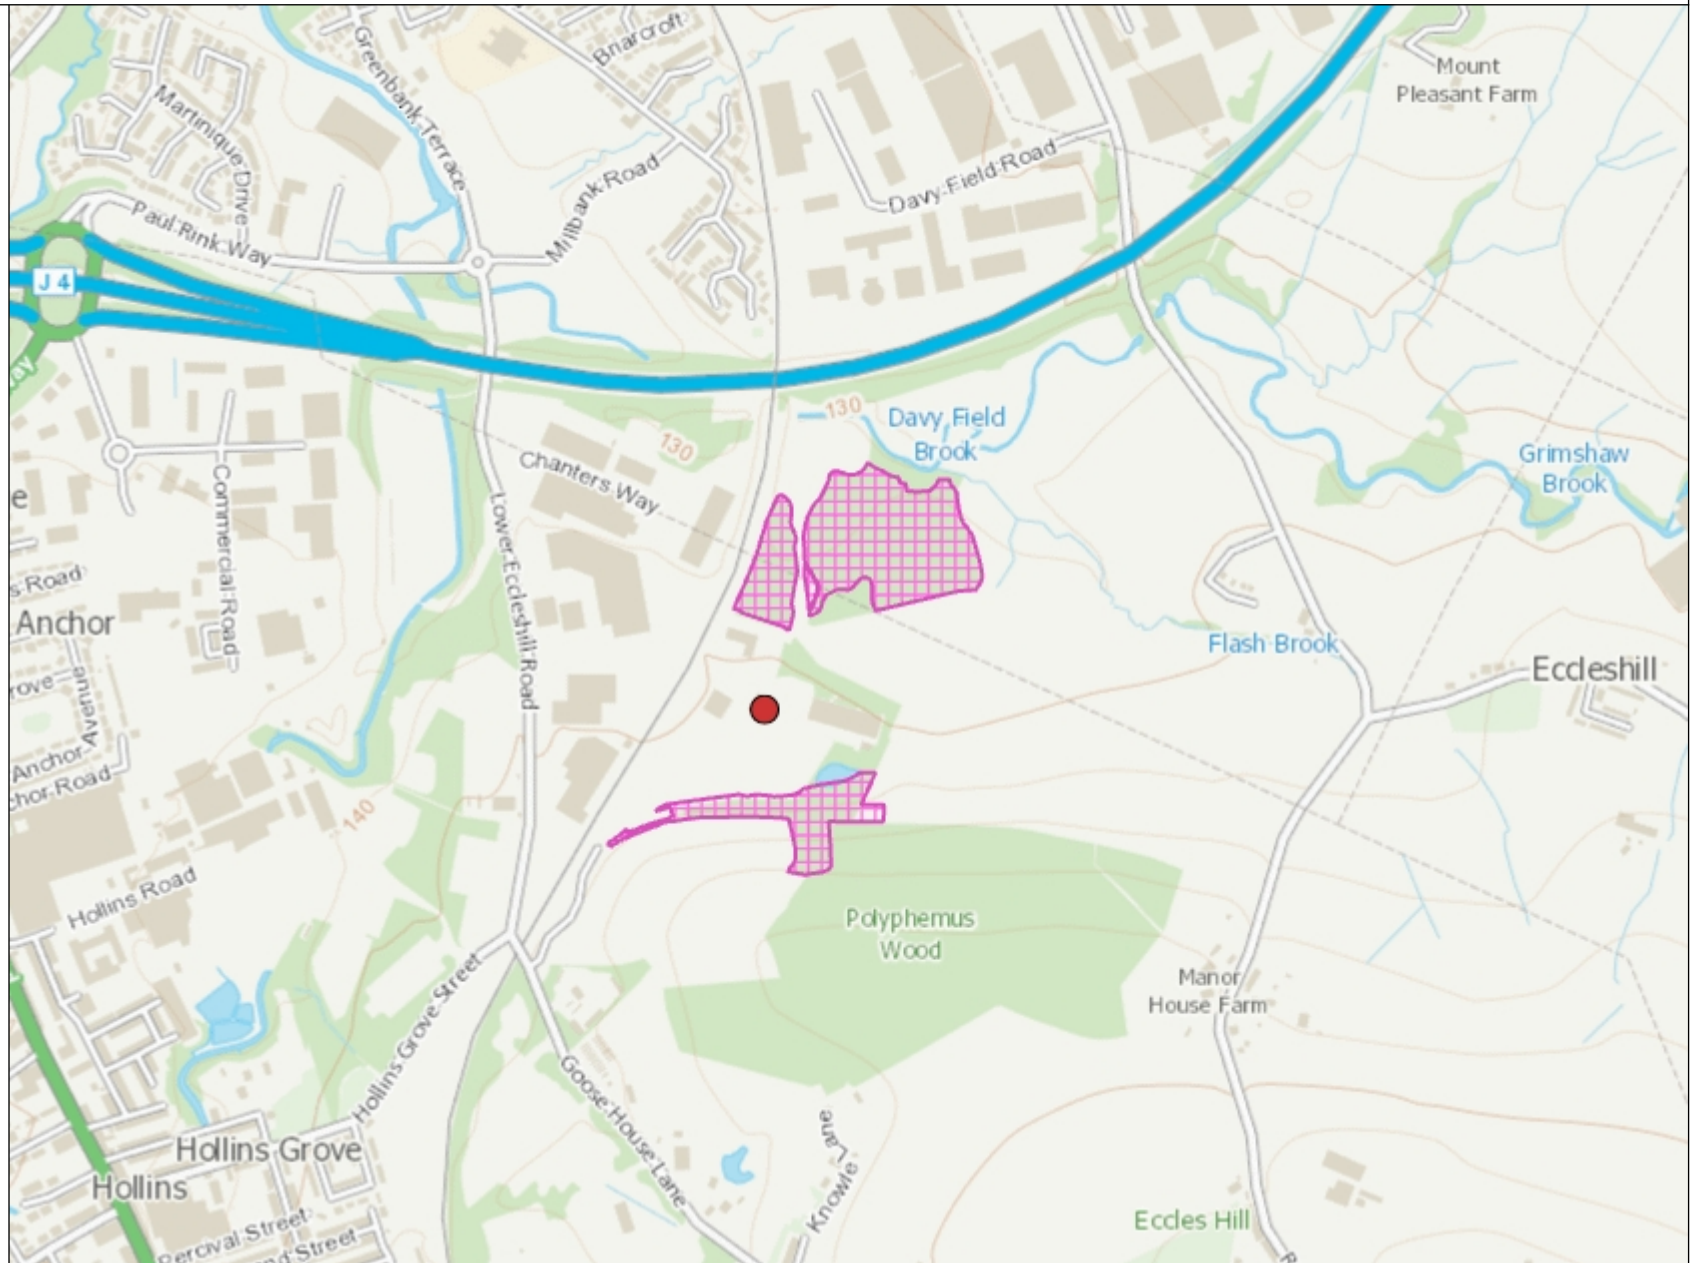 Briarcroft
Greenbank Terrace
Mount
Pleasant Farm
Martinique Drive
Davy Field Road
Millbank Road
Paul Rink Way
J 4
130
Davy Field
Brook
130
Chanters Way
Grimshaw
Brook
Commercial Road
Lower Eccleshill Road
Anchor
Flash Brook
Eccleshill
Avenue
Anchor
140
Hollins Road
Polyphemus
Wood
Manor
House Farm
Hollins Grove Street
Goose House Lane
Knowle Lane
Hollins Grove
Hollins
Eccles Hill
Percival Street